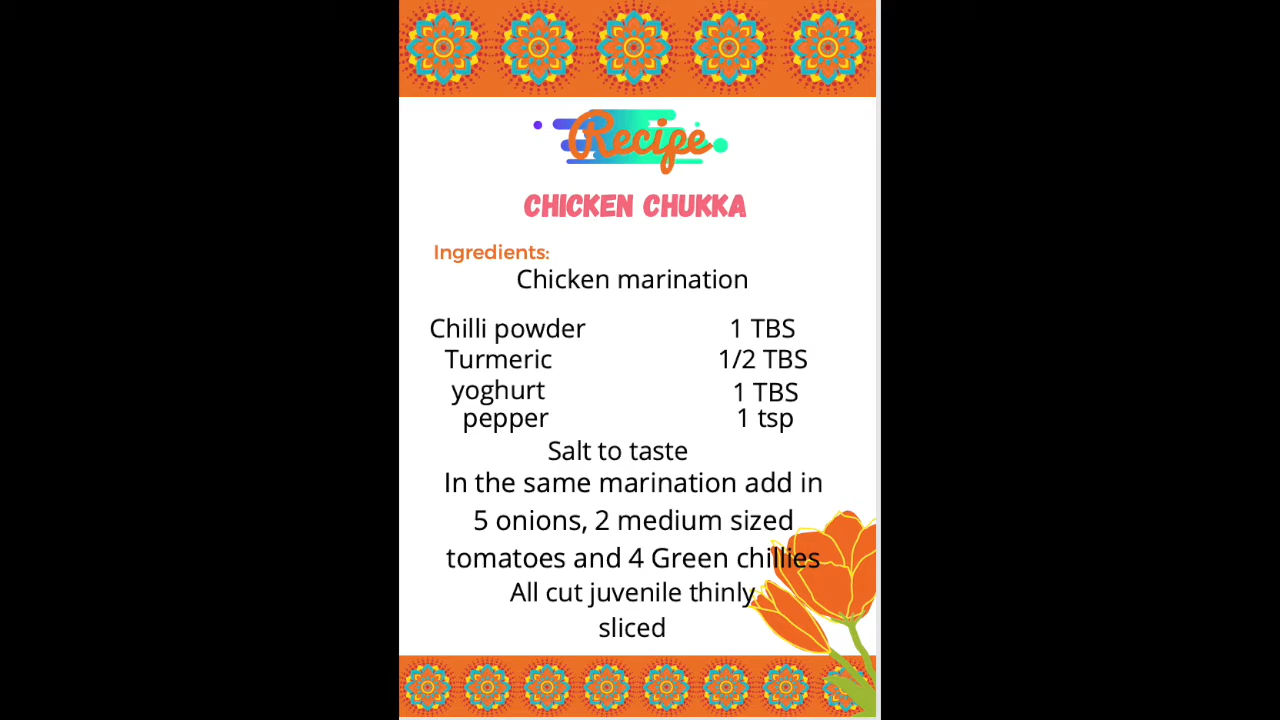 Recipe
CHICKEN CHUKKA
Ingredients:
Chicken marination
Chilli powder 1 TBS
Turmeric 1/2 TBS
yoghurt 1 TBS
pepper 1 tsp
Salt to taste
In the same marination add in
5 onions, 2 medium sized
tomatoes and 4 Green chillies
All cut juvenile thinly
sliced